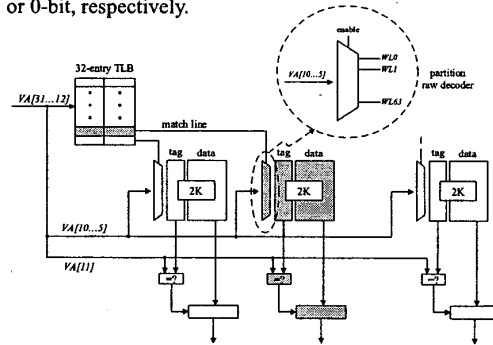 or 0-bit, respectively.
enable
32-entry TLB
VA[10...5]
WL0
WL1
WL63
partition
raw decoder
VA[31...12]
match line
tag data
tag data
tag data
2K
2K
2K
VA[10...5]
VA[11]
=?
=?
=?